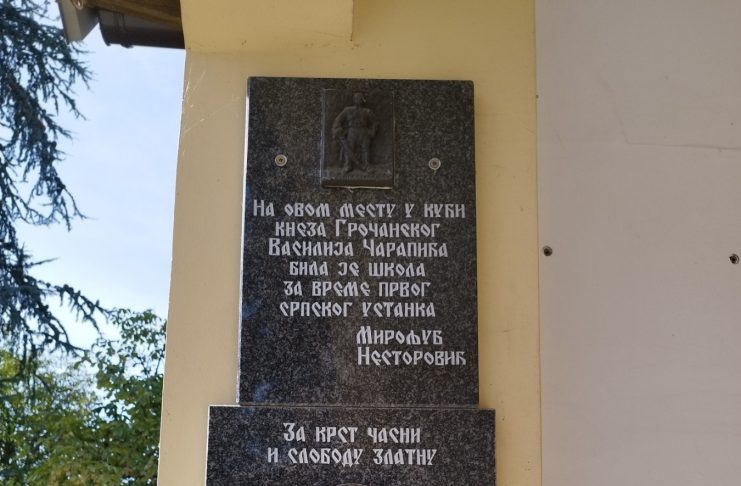 На овом месту у кући
кнеза Грочанског
Василија Чарапића
била је школа
за време првог
српског устанка
Мирољуб
Несторовић
За крст часни
и слободу златну